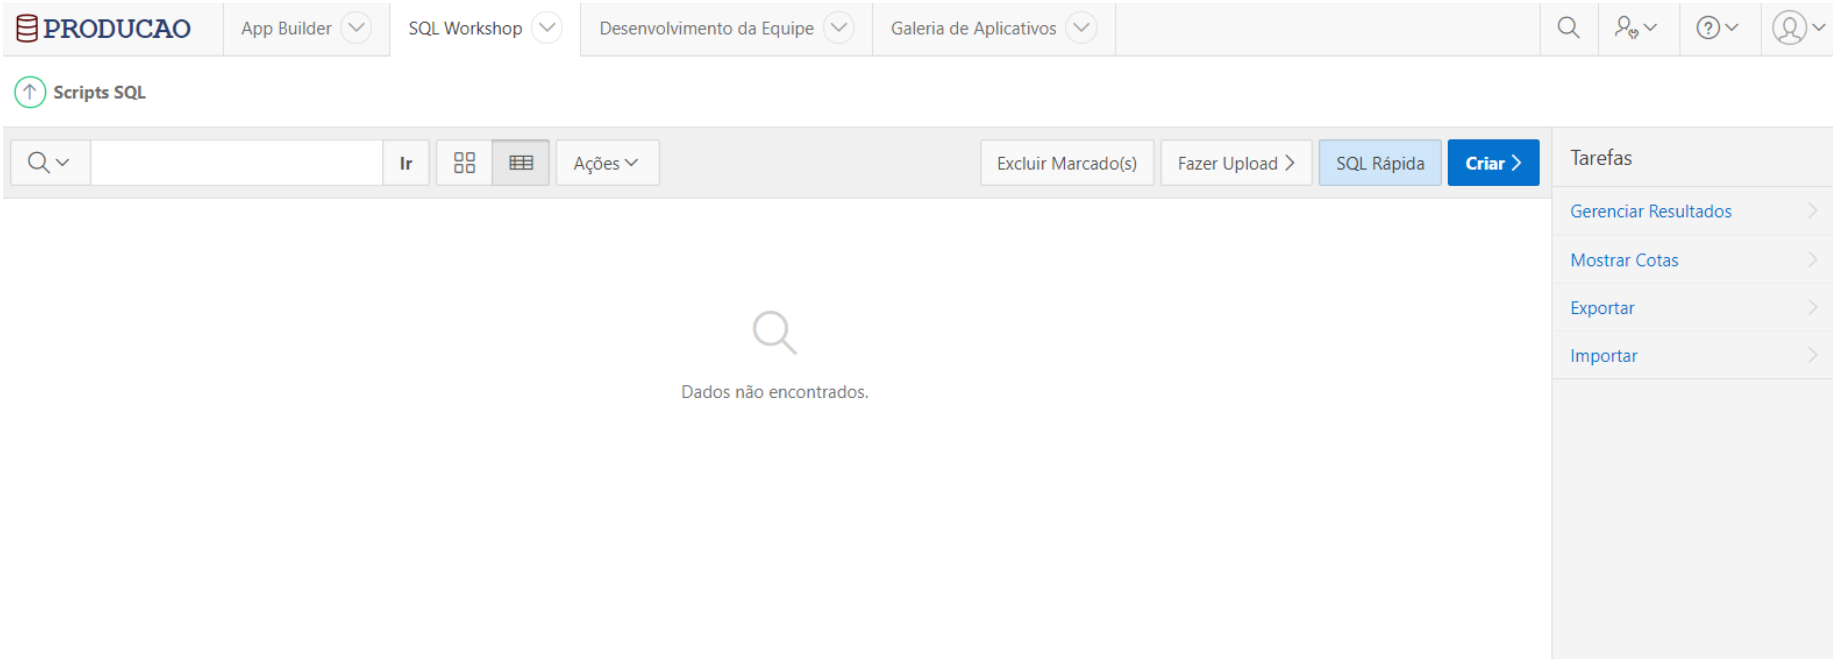 PRODUCAO App Builder SQL Workshop Desenvolvimento da Equipe Galeria de Aplicativos
Scripts SQL
Ir Ações Excluir Marcado(s) Fazer Upload SQL Rápida Criar
Tarefas
Gerenciar Resultados
Mostrar Cotas
Exportar
Importar
Dados não encontrados.